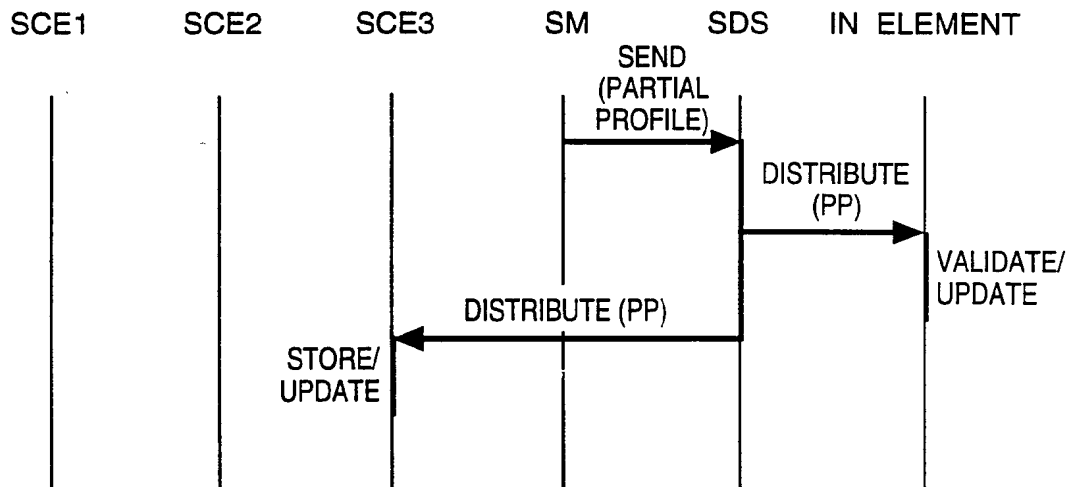 SCE1 SCE2 SCE3 SM SDS IN ELEMENT
SEND
(PARTIAL
PROFILE)
DISTRIBUTE
(PP)
VALIDATE/
UPDATE
DISTRIBUTE (PP)
STORE/
UPDATE